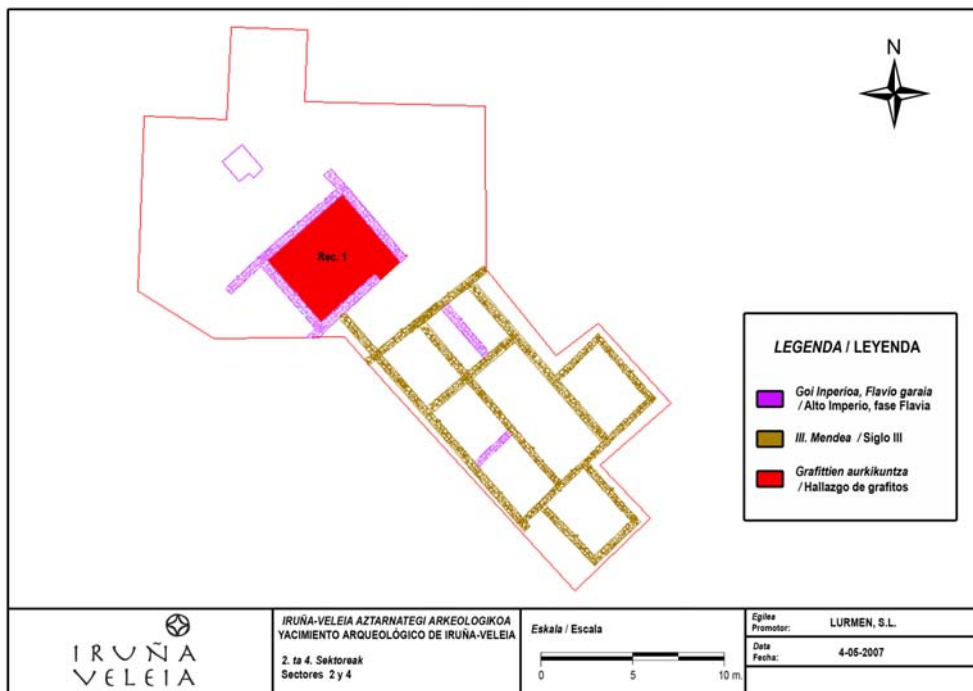 N
Rec. 1
LEGENDA / LEYENDA
Goi Inperioa, Flavio garaia
/ Alto Imperio, fase Flavia
III. Mendea / Siglo III
Grafittien aurkikuntza
/ Hallazgo de grafitos
IRUÑA
VELEIA
IRUÑA-VELEIA AZTARNATEGI ARKEOLOGIKOA
YACIMIENTO ARQUEOLÓGICO DE IRUÑA-VELEIA
2. ta 4. Sektoreak
Sectores 2 y 4
Eskala / Escala
0 5 10 m.
Egilea
Promotor: LURMEN, S.L.
Data
Fecha: 4-05-2007